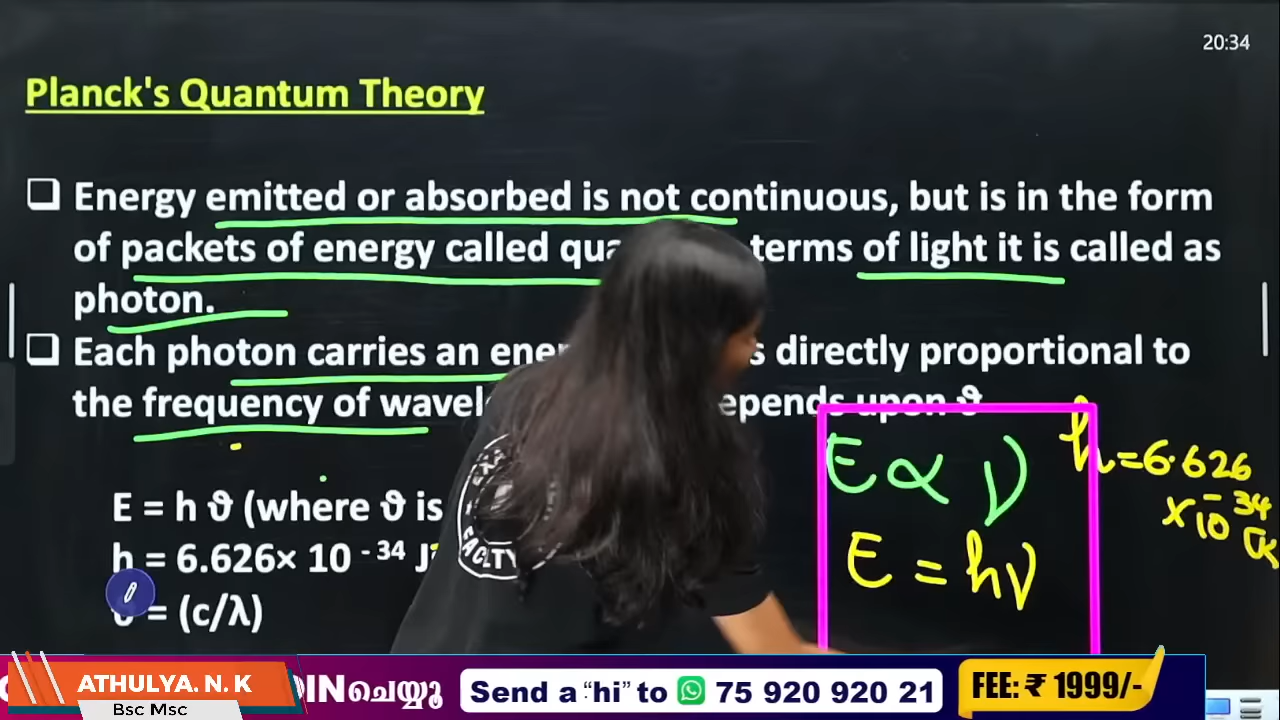 20:34
Planck's Quantum Theory
❑ Energy emitted or absorbed is not continuous, but is in the form
of packets of energy called qua terms of light it is called as
photon.
❑ Each photon carries an ener s directly proportional to
the frequency of wavel epends upon ϑ
E ∝ ν
h = 6.626
× 10⁻³⁴
E = h ϑ (where ϑ is
E = hν
h = 6.626× 10 ⁻³⁴ J
= (c/λ)
FACLTY
ATHULYA. N. K
Bsc Msc
OINചെയ്യൂ
Send a “hi” to 75 920 920 21
FEE: ₹ 1999/-